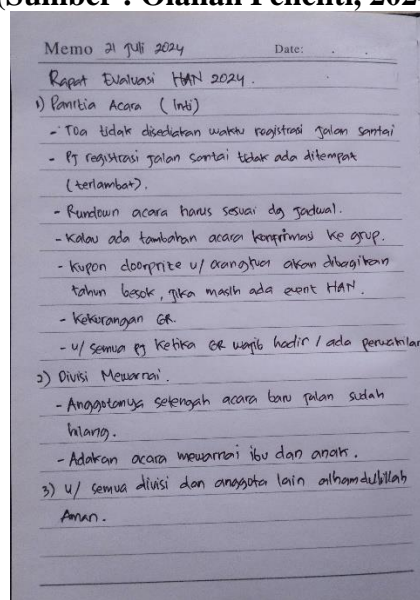 (Sumber : Olahan Peneliti, 202
Memo 21 Juli 2024 Date: . .
Rapat Evaluasi HAN 2024.
1) Panitia Acara (Inti)
- Toa tidak disediakan waktu registrasi jalan santai
- Pj registrasi jalan santai tidak ada ditempat
(terlambat).
- Rundown acara harus sesuai dg jadwal.
- Kalau ada tambahan acara konfirmasi ke grup.
- Kupon doorprize u/ orangtua akan dibagikan
tahun besok, jika masih ada event HAN.
- Kekurangan GR.
- u/ semua pj ketika GR wajib hadir / ada perwakilan
2) Divisi Mewarnai.
- Anggotanya setengah acara baru jalan sudah
hilang.
- Adakan acara mewarnai ibu dan anak.
3) u/ semua divisi dan anggota lain alhamdulillah
Aman.